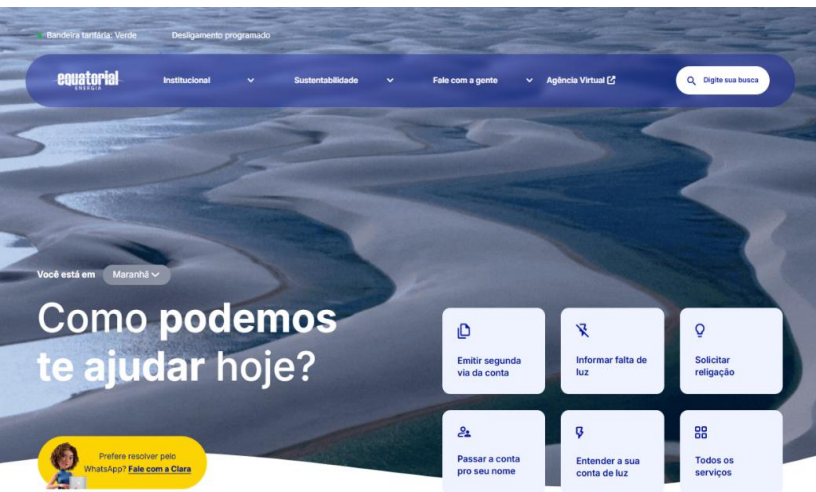 Bandeira tarifária: Verde
Desligamento programado
equatorial
ENERGIA
Institucional
Sustentabilidade
Fale com a gente
Agência Virtual
Digite sua busca
Você está em
Maranhã
Como podemos
te ajudar hoje?
Emitir segunda
via da conta
Informar falta de
luz
Solicitar
religação
Prefere resolver pelo
WhatsApp? Fale com a Clara
Passar a conta
pro seu nome
Entender a sua
conta de luz
Todos os
serviços